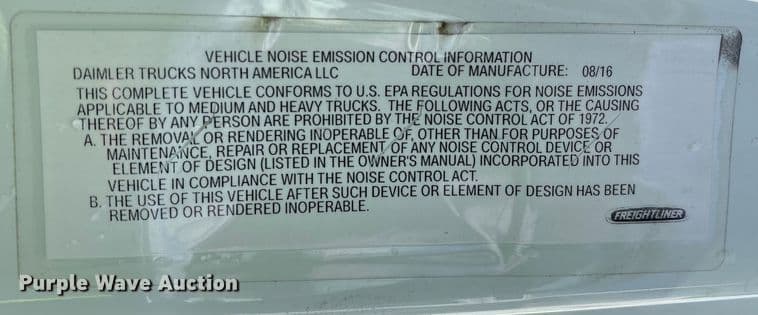 VEHICLE NOISE EMISSION CONTROL INFORMATION
DAIMLER TRUCKS NORTH AMERICA LLC DATE OF MANUFACTURE: 08/16
THIS COMPLETE VEHICLE CONFORMS TO U.S. EPA REGULATIONS FOR NOISE EMISSIONS
APPLICABLE TO MEDIUM AND HEAVY TRUCKS. THE FOLLOWING ACTS, OR THE CAUSING
THEREOF BY ANY PERSON ARE PROHIBITED BY THE NOISE CONTROL ACT OF 1972.
A. THE REMOVAL OR RENDERING INOPERABLE OF, OTHER THAN FOR PURPOSES OF
MAINTENANCE, REPAIR OR REPLACEMENT OF ANY NOISE CONTROL DEVICE OR
ELEMENT OF DESIGN (LISTED IN THE OWNER'S MANUAL) INCORPORATED INTO THIS
VEHICLE IN COMPLIANCE WITH THE NOISE CONTROL ACT.
B. THE USE OF THIS VEHICLE AFTER SUCH DEVICE OR ELEMENT OF DESIGN HAS BEEN
REMOVED OR RENDERED INOPERABLE.
FREIGHTLINER
Purple Wave Auction